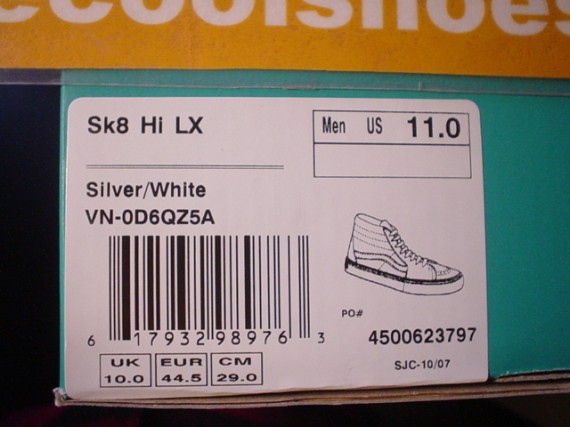 ecoolshoes
Sk8 Hi LX
Men US 11.0
Silver/White
VN-0D6QZ5A
6 17932 98976 3
PO#
4500623797
UK EUR CM
10.0 44.5 29.0
SJC-10/07